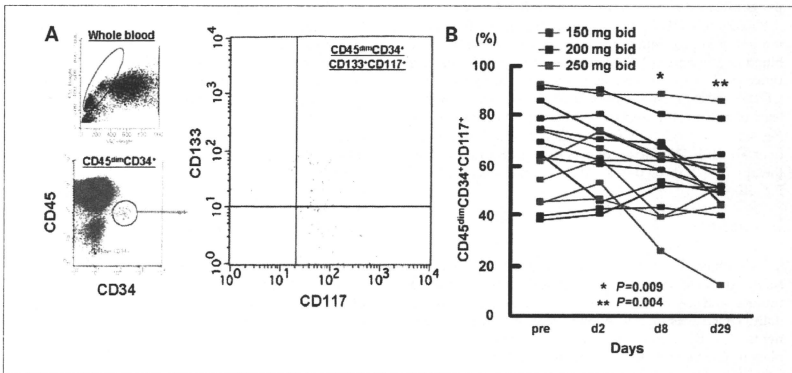 A
Whole blood
CD45dimCD34+
CD45
CD34
CD45dimCD34+
CD133+CD117+
CD133
10^4
10^3
10^2
10^1
10^0
10^0 10^1 10^2 10^3 10^4
CD117
B
(%)
150 mg bid
200 mg bid
250 mg bid
CD45dimCD34+CD117+
100
80
60
40
20
0
*
**
* P=0.009
** P=0.004
pre d2 d8 d29
Days